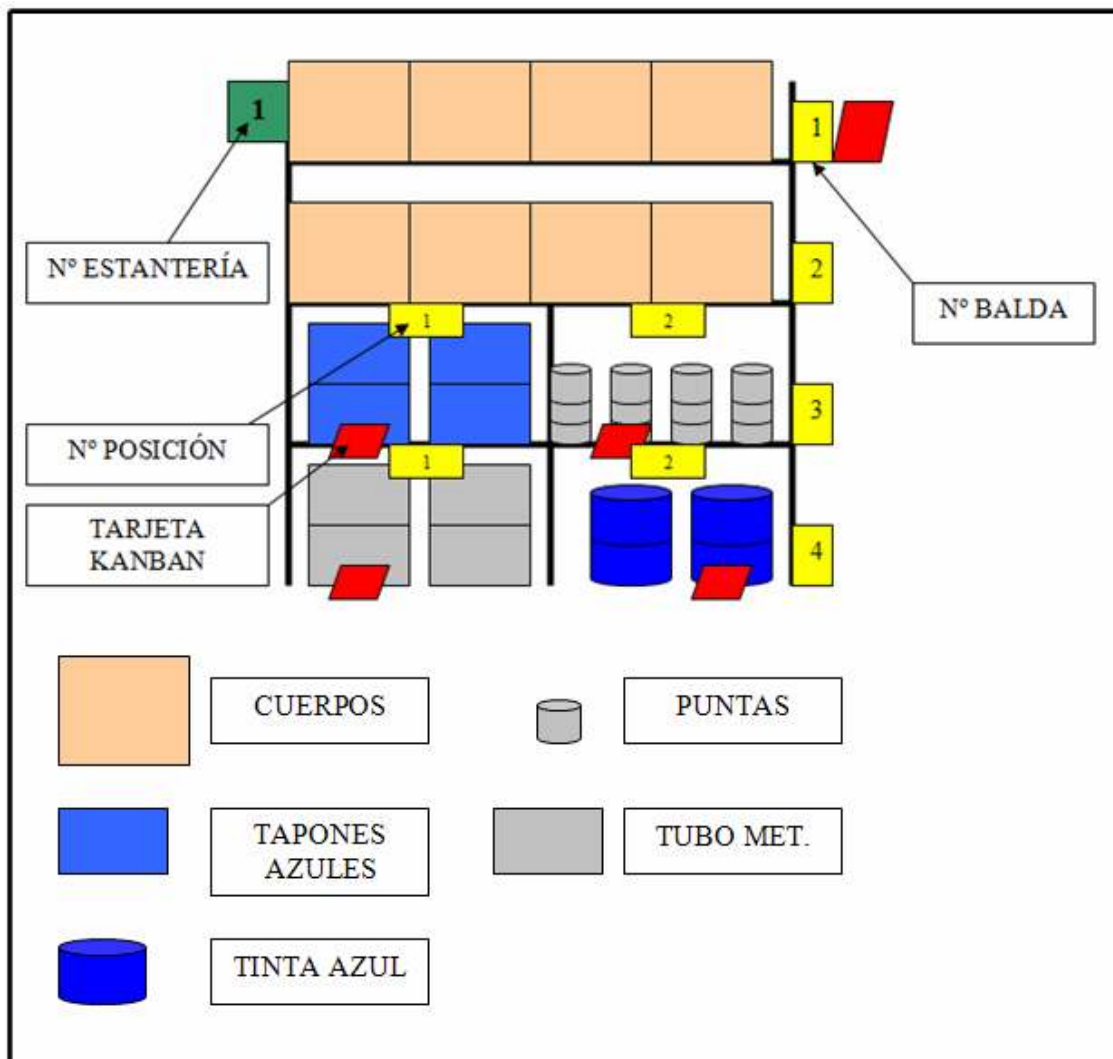 1
1
2
Nº ESTANTERÍA
Nº BALDA
1
2
3
Nº POSICIÓN
1
2
TARJETA
KANBAN
4
CUERPOS
PUNTAS
TAPONES
AZULES
TUBO MET.
TINTA AZUL